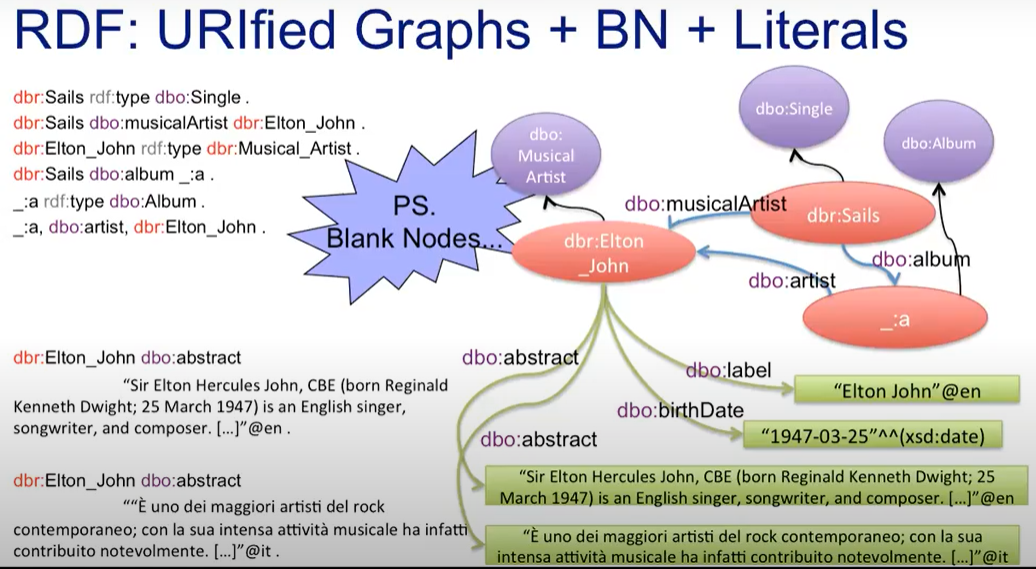 RDF: URIfied Graphs + BN + Literals
dbr:Sails rdf:type dbo:Single .
dbr:Sails dbo:musicalArtist dbr:Elton_John .
dbr:Elton_John rdf:type dbr:Musical_Artist .
dbr:Sails dbo:album _:a .
_:a rdf:type dbo:Album .
_:a, dbo:artist, dbr:Elton_John .
PS.
Blank Nodes...
dbo:
Musical
Artist
dbo:Single
dbo:Album
dbo:musicalArtist
dbr:Sails
dbr:Elton
_John
dbo:album
dbo:artist
_:a
dbr:Elton_John dbo:abstract
“Sir Elton Hercules John, CBE (born Reginald
Kenneth Dwight; 25 March 1947) is an English singer,
songwriter, and composer. […]”@en .
dbr:Elton_John dbo:abstract
““È uno dei maggiori artisti del rock
contemporaneo; con la sua intensa attività musicale ha infatti
contribuito notevolmente. […]”@it .
dbo:abstract
dbo:label
“Elton John”@en
dbo:birthDate
“1947-03-25”^^(xsd:date)
dbo:abstract
“Sir Elton Hercules John, CBE (born Reginald Kenneth Dwight; 25
March 1947) is an English singer, songwriter, and composer. […]”@en
“È uno dei maggiori artisti del rock contemporaneo; con la sua
intensa attività musicale ha infatti contribuito notevolmente. […]”@it